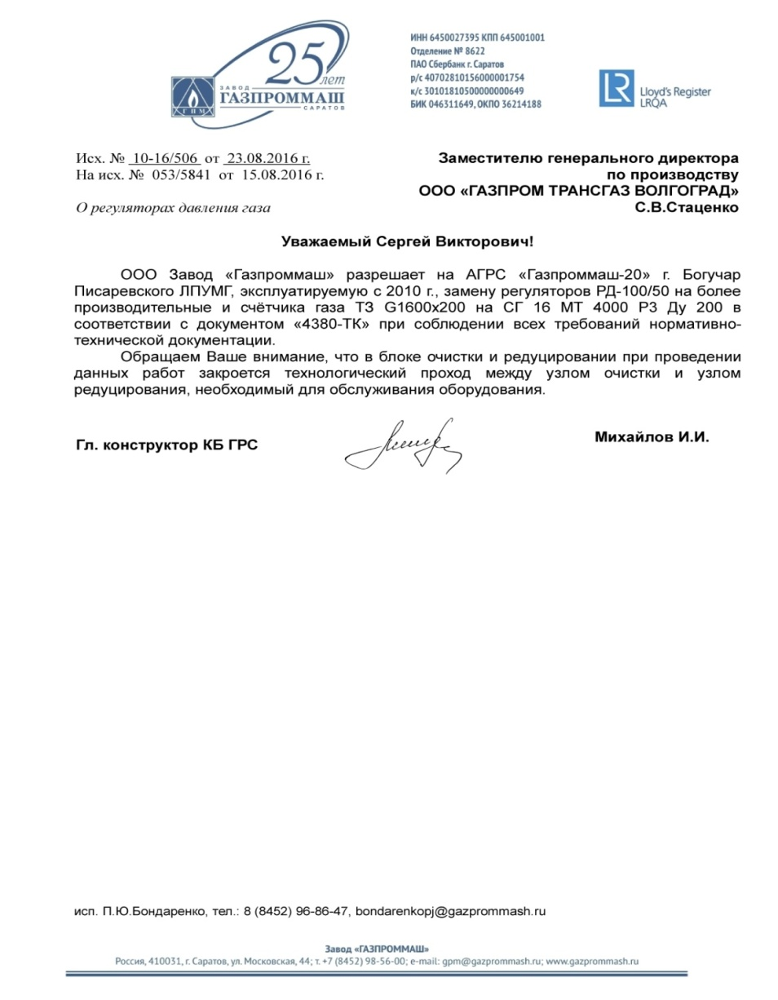 25 лет
ЗАВОД
ГАЗПРОММАШ
САРАТОВ
ГПМ
ИНН 6450027395 КПП 645001001
Отделение № 8622
ПАО Сбербанк г. Саратов
р/с 40702810156000001754
к/с 30101810500000000649
БИК 046311649, ОКПО 36214188
LR
Lloyd's Register
LRQA
Исх. № 10-16/506 от 23.08.2016 г.
На исх. № 053/5841 от 15.08.2016 г.
О регуляторах давления газа
Заместителю генерального директора
по производству
ООО «ГАЗПРОМ ТРАНСГАЗ ВОЛГОГРАД»
С.В.Стаценко
Уважаемый Сергей Викторович!
ООО Завод «Газпроммаш» разрешает на АГРС «Газпроммаш-20» г. Богучар
Писаревского ЛПУМГ, эксплуатируемую с 2010 г., замену регуляторов РД-100/50 на более
производительные и счётчика газа ТЗ G1600х200 на СГ 16 МТ 4000 Р3 Ду 200 в
соответствии с документом «4380-ТК» при соблюдении всех требований нормативно-
технической документации.
Обращаем Ваше внимание, что в блоке очистки и редуцировании при проведении
данных работ закроется технологический проход между узлом очистки и узлом
редуцирования, необходимый для обслуживания оборудования.
Гл. конструктор КБ ГРС
Михайлов И.И.
исп. П.Ю.Бондаренко, тел.: 8 (8452) 96-86-47, bondarenkopj@gazprommash.ru
Завод «ГАЗПРОММАШ»
Россия, 410031, г. Саратов, ул. Московская, 44; т. +7 (8452) 98-56-00; e-mail: gpm@gazprommash.ru; www.gazprommash.ru